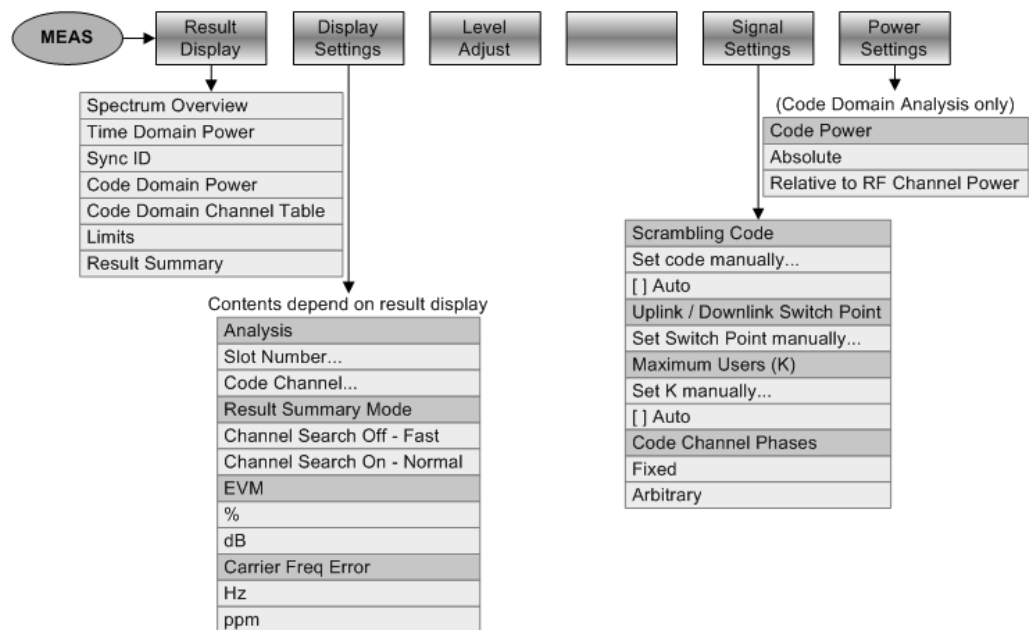 MEAS
Result
Display
Display
Settings
Level
Adjust
Signal
Settings
Power
Settings
Spectrum Overview
Time Domain Power
Sync ID
Code Domain Power
Code Domain Channel Table
Limits
Result Summary
Contents depend on result display
Analysis
Slot Number...
Code Channel...
Result Summary Mode
Channel Search Off - Fast
Channel Search On - Normal
EVM
%
dB
Carrier Freq Error
Hz
ppm
Scrambling Code
Set code manually...
[ ] Auto
Uplink / Downlink Switch Point
Set Switch Point manually...
Maximum Users (K)
Set K manually...
[ ] Auto
Code Channel Phases
Fixed
Arbitrary
(Code Domain Analysis only)
Code Power
Absolute
Relative to RF Channel Power